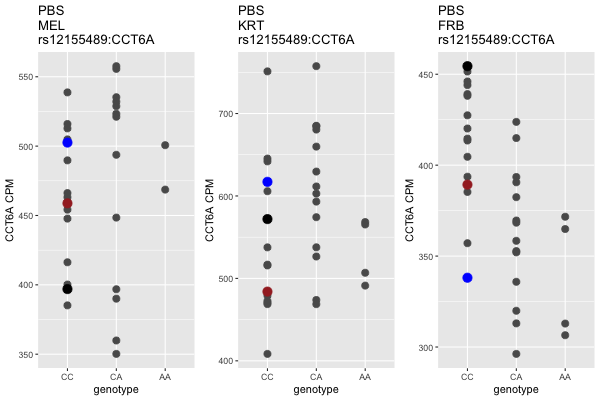 PBS
MEL
rs12155489:CCT6A
550
500
450
400
350
CCT6A CPM
CC CA AA
genotype
PBS
KRT
rs12155489:CCT6A
700
600
500
400
CCT6A CPM
CC CA AA
genotype
PBS
FRB
rs12155489:CCT6A
450
400
350
300
CCT6A CPM
CC CA AA
genotype